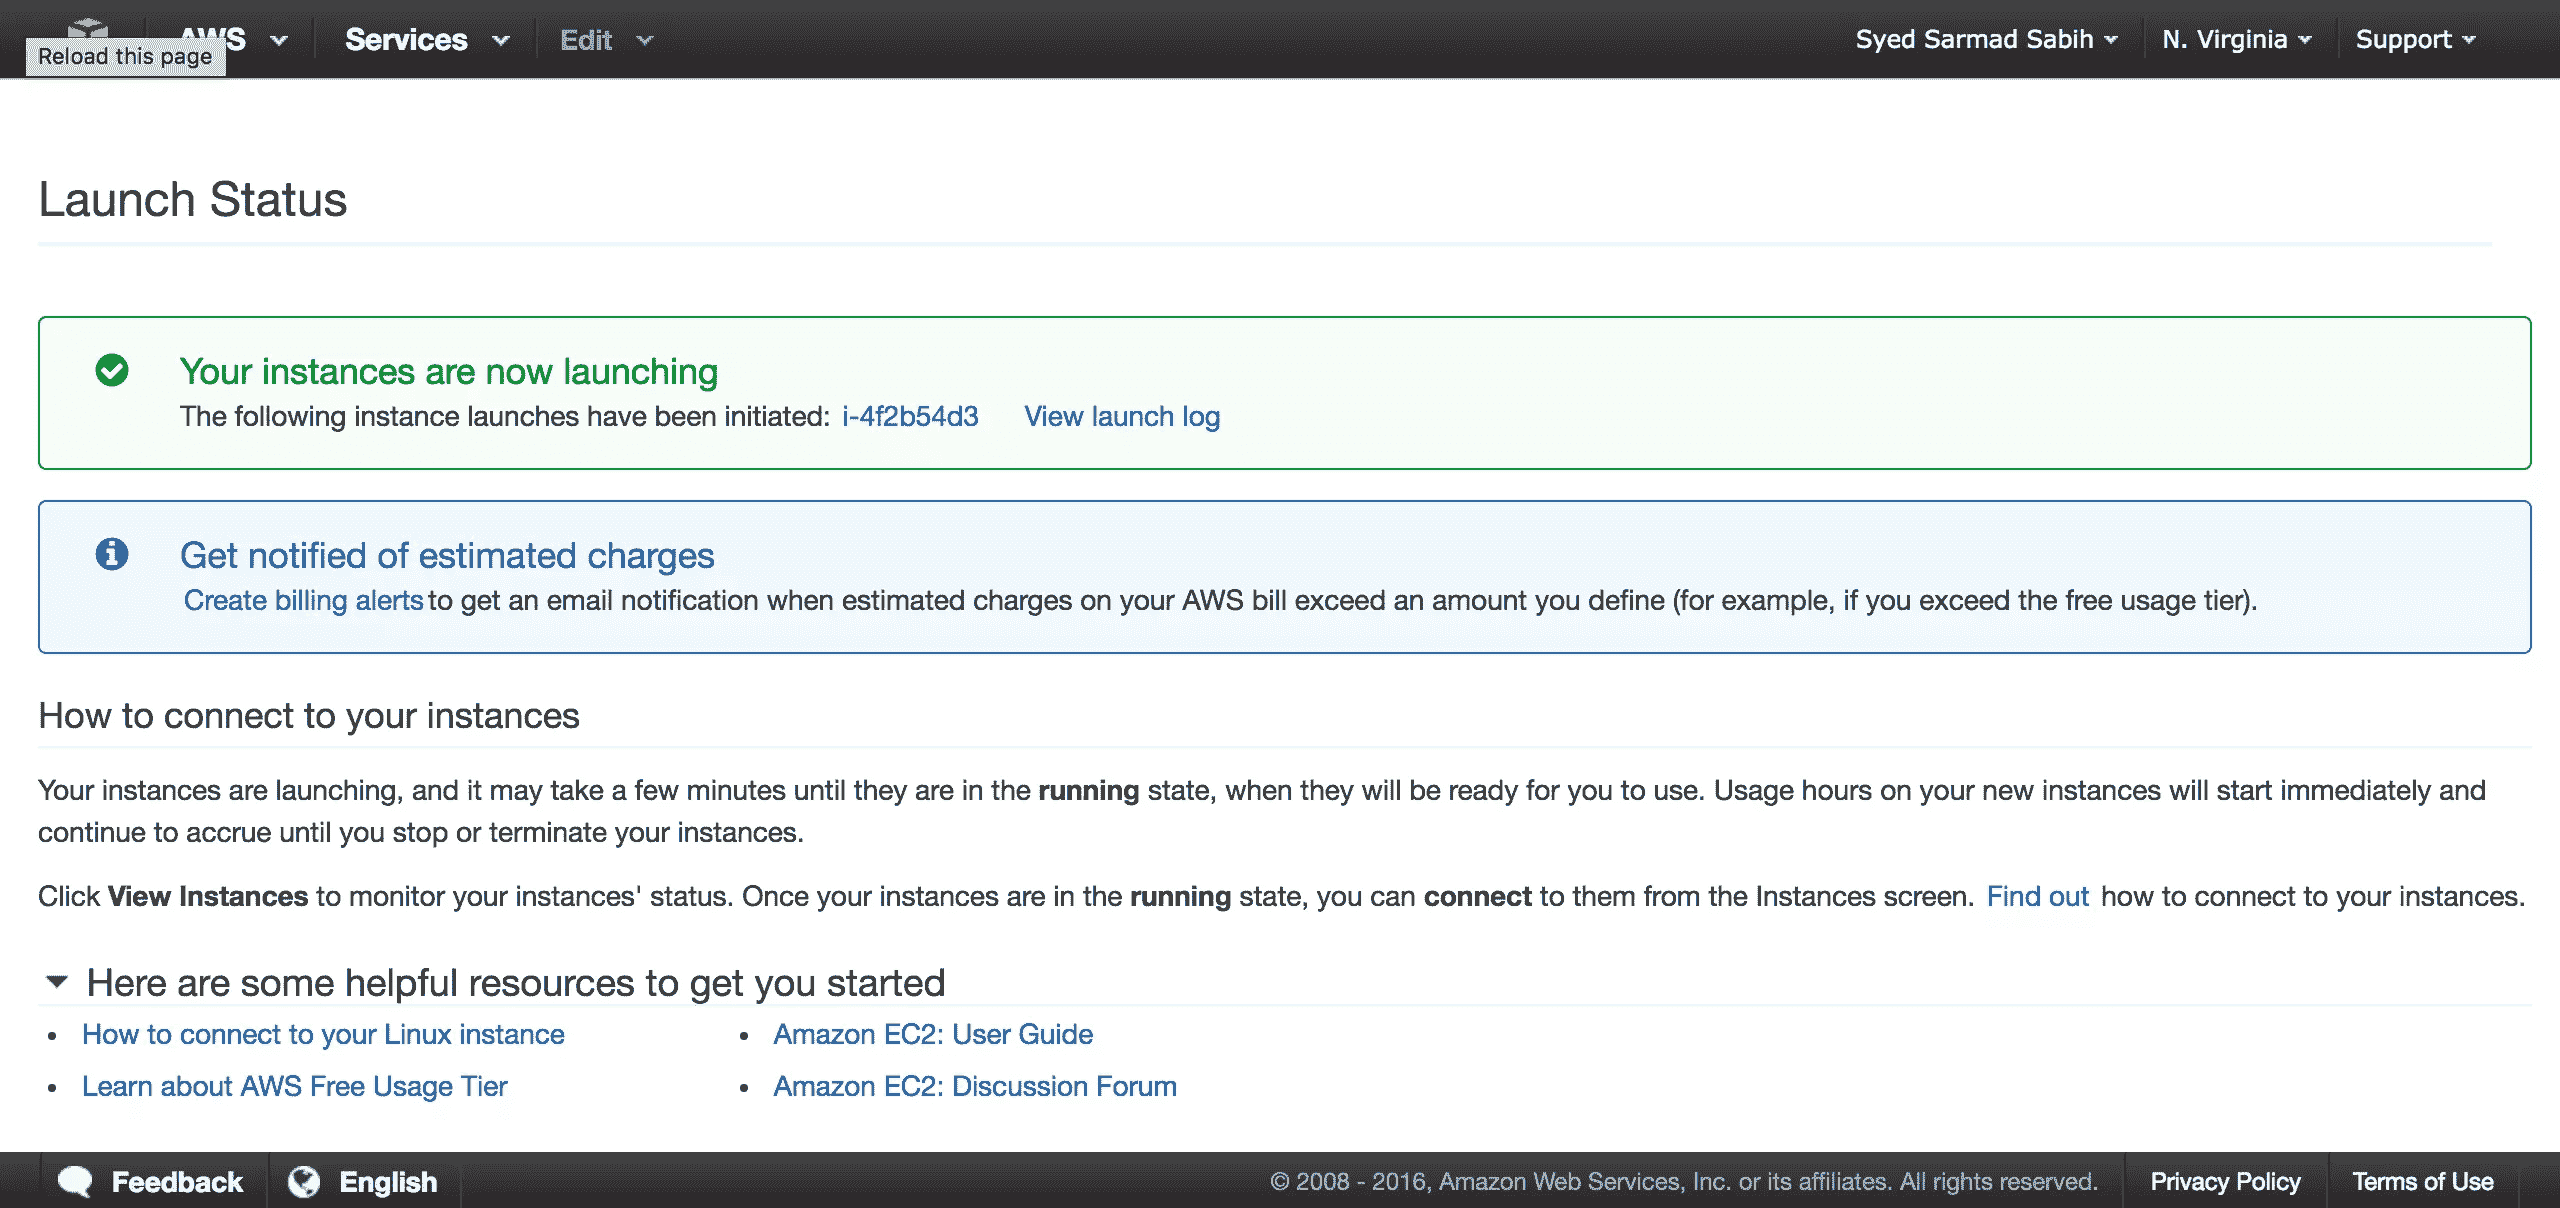 AWS Services Edit Syed Sarmad Sabih N. Virginia Support
Reload this page
Launch Status
Your instances are now launching
The following instance launches have been initiated: i-4f2b54d3 View launch log
Get notified of estimated charges
Create billing alerts to get an email notification when estimated charges on your AWS bill exceed an amount you define (for example, if you exceed the free usage tier).
How to connect to your instances
Your instances are launching, and it may take a few minutes until they are in the running state, when they will be ready for you to use. Usage hours on your new instances will start immediately and
continue to accrue until you stop or terminate your instances.
Click View Instances to monitor your instances' status. Once your instances are in the running state, you can connect to them from the Instances screen. Find out how to connect to your instances.
Here are some helpful resources to get you started
• How to connect to your Linux instance • Amazon EC2: User Guide
• Learn about AWS Free Usage Tier • Amazon EC2: Discussion Forum
Feedback English © 2008 - 2016, Amazon Web Services, Inc. or its affiliates. All rights reserved. Privacy Policy Terms of Use